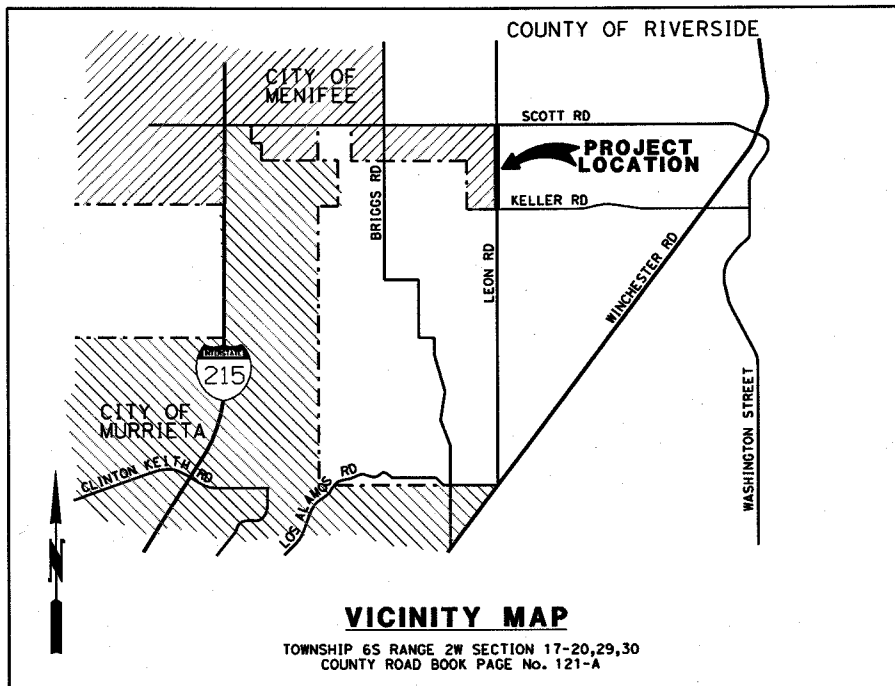 COUNTY OF RIVERSIDE
CITY OF
MENIFEE
SCOTT RD
PROJECT
LOCATION
BRIGGS RD
KELLER RD
LEON RD
WINCHESTER RD
INTERSTATE
215
CITY OF
MURRIETA
CLINTON KEITH RD
LOS ALAMOS RD
WASHINGTON STREET
N
VICINITY MAP
TOWNSHIP 6S RANGE 2W SECTION 17-20,29,30
COUNTY ROAD BOOK PAGE No. 121-A